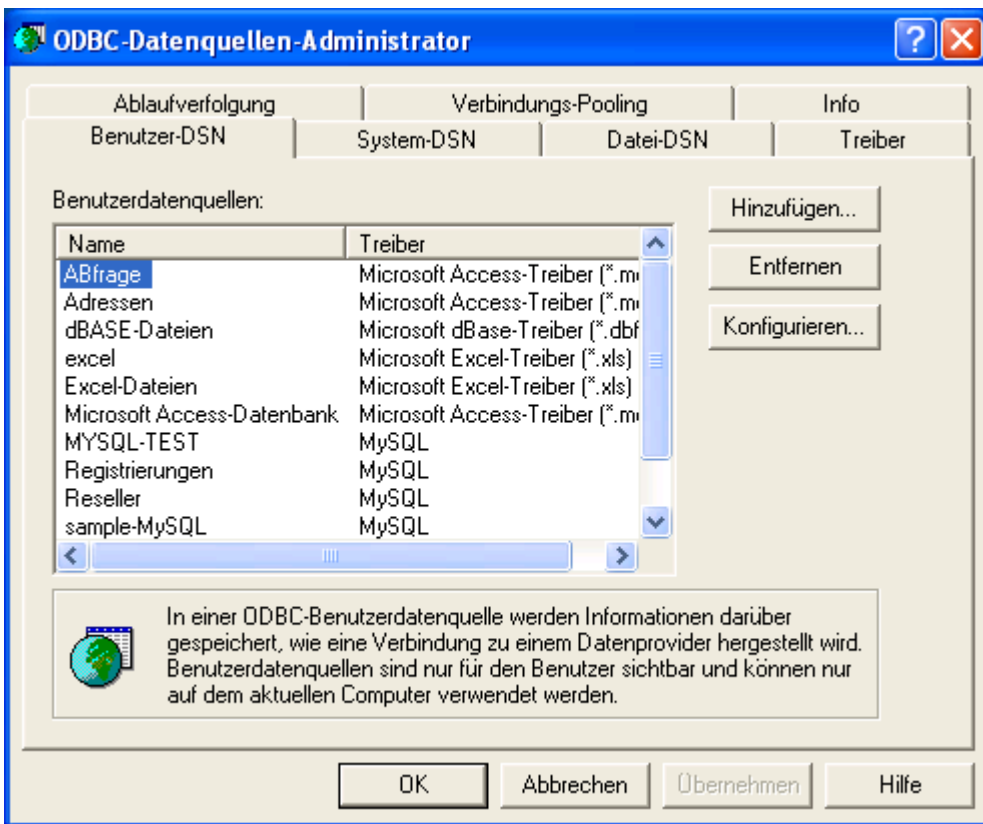 ODBC-Datenquellen-Administrator
Ablaufverfolgung Verbindungs-Pooling Info
Benutzer-DSN System-DSN Datei-DSN Treiber
Benutzerdatenquellen:
Hinzufügen...
Name Treiber
ABfrage Microsoft Access-Treiber (*.m
Entfernen
Adressen Microsoft Access-Treiber (*.m
dBASE-Dateien Microsoft dBase-Treiber (*.dbf
Konfigurieren...
excel Microsoft Excel-Treiber (*.xls)
Excel-Dateien Microsoft Excel-Treiber (*.xls)
Microsoft Access-Datenbank Microsoft Access-Treiber (*.m
MYSQL-TEST MySQL
Registrierungen MySQL
Reseller MySQL
sample-MySQL MySQL
In einer ODBC-Benutzerdatenquelle werden Informationen darüber
gespeichert, wie eine Verbindung zu einem Datenprovider hergestellt wird.
Benutzerdatenquellen sind nur für den Benutzer sichtbar und können nur
auf dem aktuellen Computer verwendet werden.
OK Abbrechen Übernehmen Hilfe